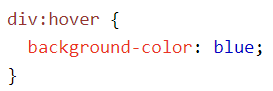 div:hover {
  background-color: blue;
}